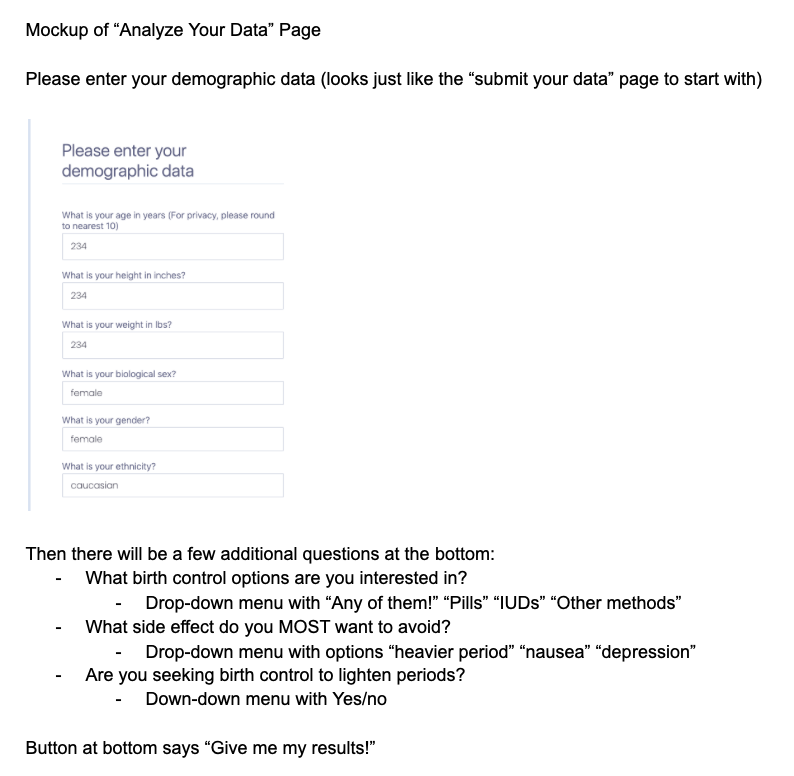 Mockup of “Analyze Your Data” Page
Please enter your demographic data (looks just like the “submit your data” page to start with)
Please enter your
demographic data
What is your age in years (For privacy, please round
to nearest 10)
234
What is your height in inches?
234
What is your weight in lbs?
234
What is your biological sex?
female
What is your gender?
female
What is your ethnicity?
caucasian
Then there will be a few additional questions at the bottom:
- What birth control options are you interested in?
- Drop-down menu with “Any of them!” “Pills” “IUDs” “Other methods”
- What side effect do you MOST want to avoid?
- Drop-down menu with options “heavier period” “nausea” “depression”
- Are you seeking birth control to lighten periods?
- Down-down menu with Yes/no
Button at bottom says “Give me my results!”